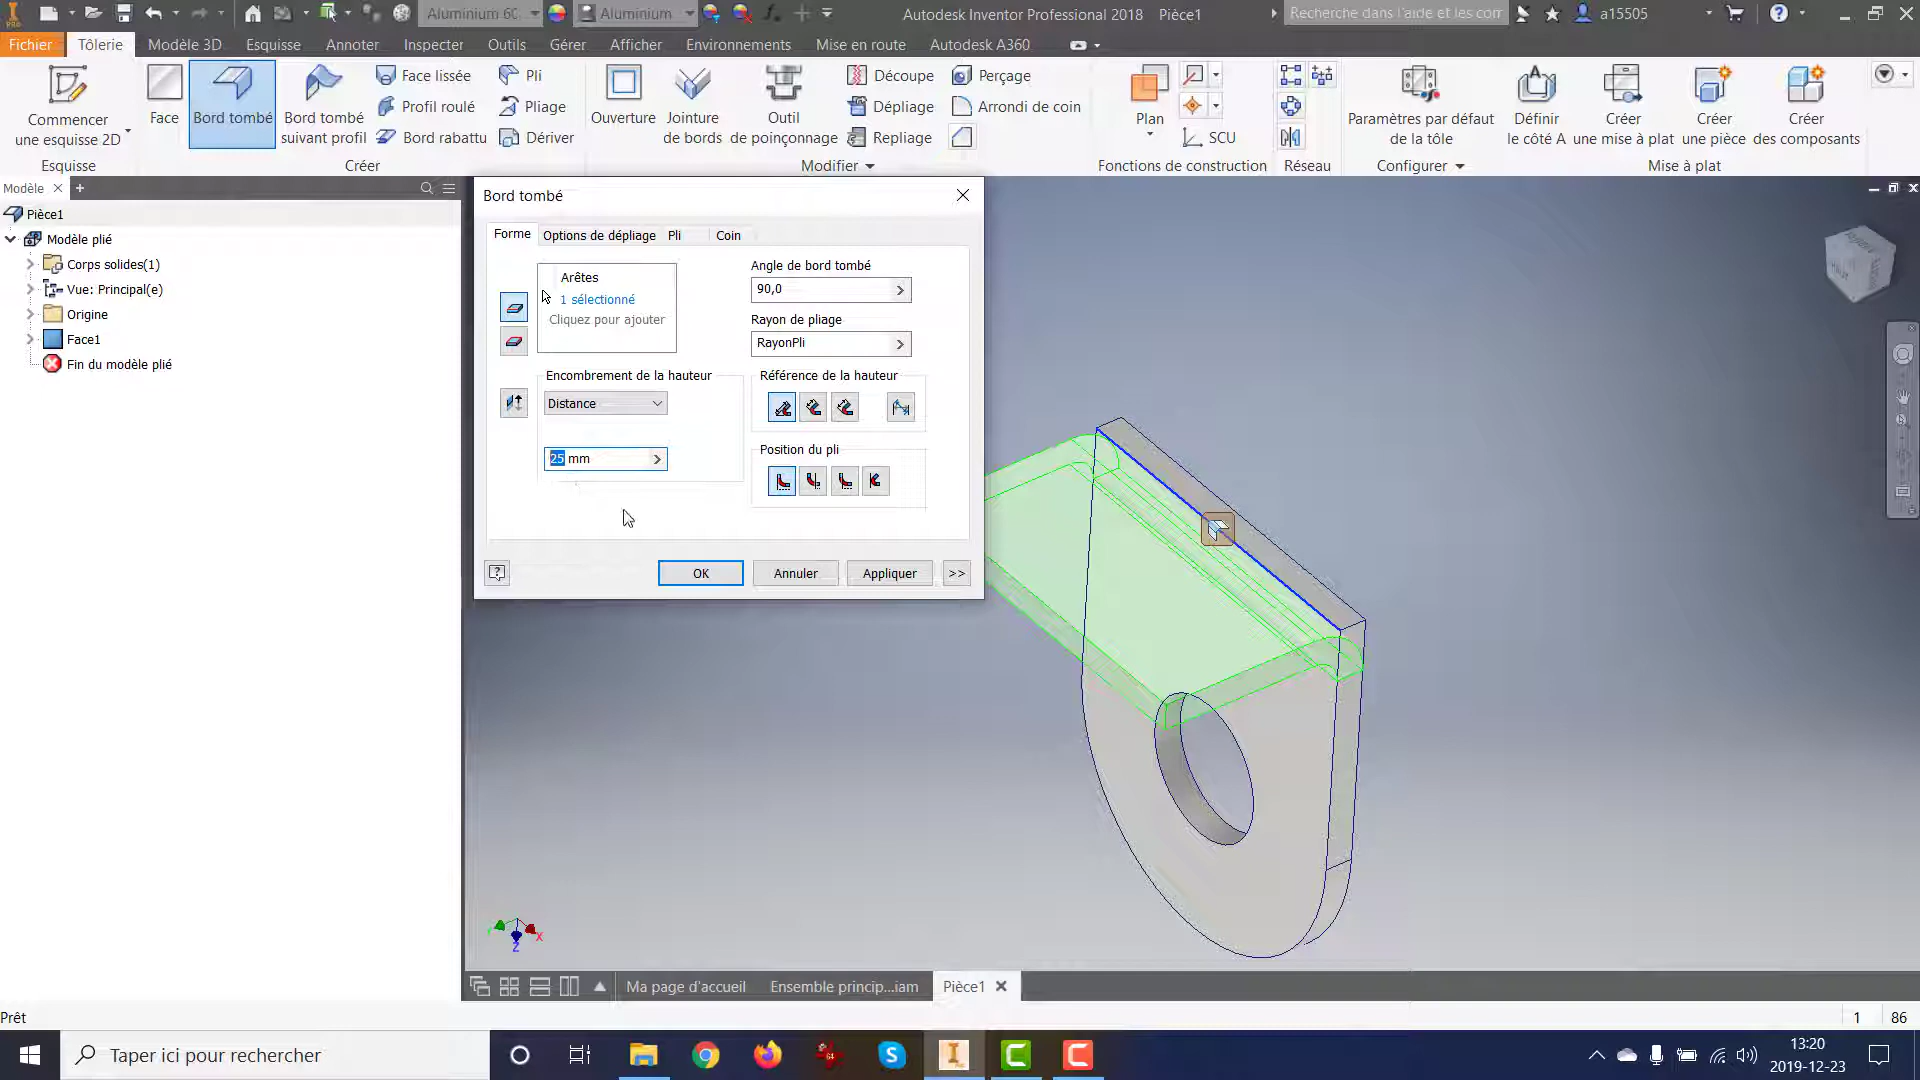 Aluminium 6C
Aluminium
Autodesk Inventor Professional 2018 Pièce1
Recherche dans l'aide et les com
a15505
PRO
Fichier Tôlerie Modèle 3D Esquisse Annoter Inspecter Outils Gérer Afficher Environnements Mise en route Autodesk A360
Commencer
une esquisse 2D
Face
Bord tombé
Bord tombé
suivant profil
Face lissée
Profil roulé
Bord rabattu
Pli
Pliage
Dériver
Ouverture
Jointure
de bords
Outil
de poinçonnage
Découpe
Dépliage
Repliage
Perçage
Arrondi de coin
Plan
SCU
Paramètres par défaut
de la tôle
Définir
le côté A
Créer
une mise à plat
Créer
une pièce
Créer
des composants
Esquisse Créer Modifier Fonctions de construction Réseau Configurer Mise à plat
Modèle
Pièce1
Modèle plié
Corps solides(1)
Vue: Principal(e)
Origine
Face1
Fin du modèle plié
Bord tombé
Forme Options de dépliage Pli Coin
Arêtes
1 sélectionné
Cliquez pour ajouter
Angle de bord tombé
90,0
Rayon de pliage
RayonPli
Encombrement de la hauteur
Distance
25 mm
Référence de la hauteur
Position du pli
OK Annuler Appliquer >>
X
Z
Ma page d'accueil Ensemble princip...iam Pièce1
Prêt
1 86
Taper ici pour rechercher
64
13:20
2019-12-23